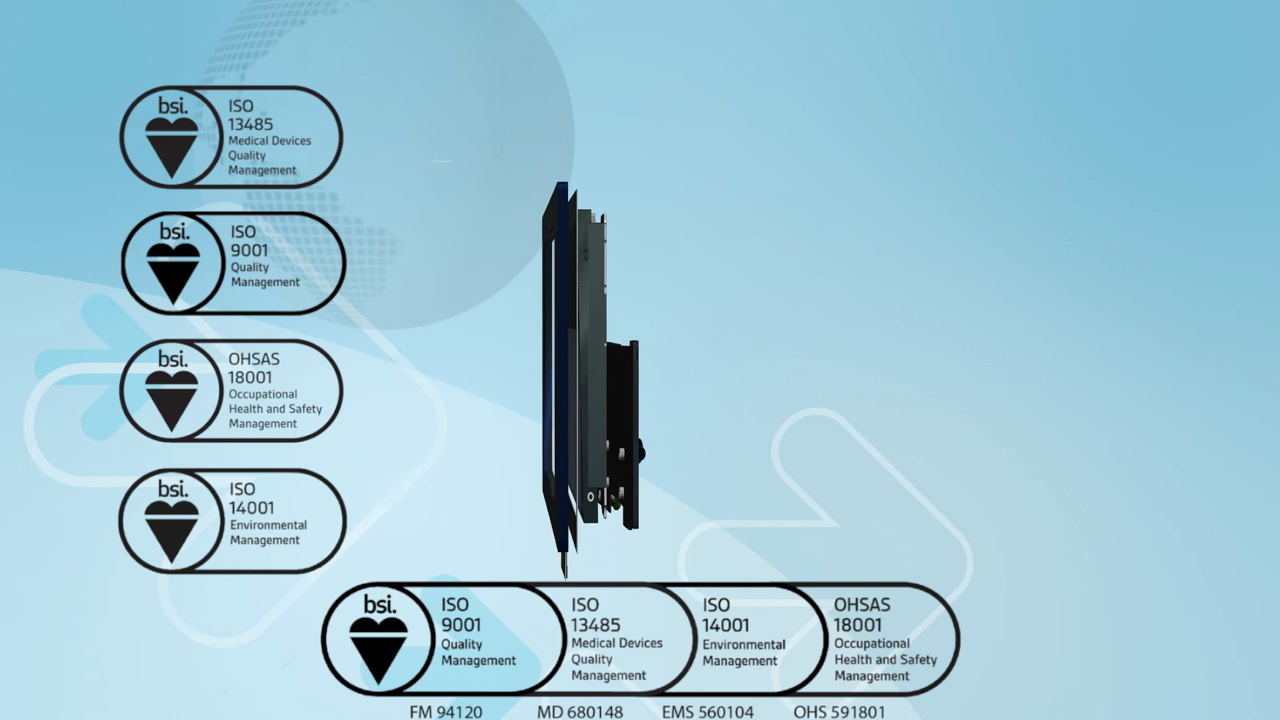 bsi.
ISO
13485
Medical Devices
Quality
Management
bsi.
ISO
9001
Quality
Management
bsi.
OHSAS
18001
Occupational
Health and Safety
Management
bsi.
ISO
14001
Environmental
Management
bsi.
ISO
9001
Quality
Management
ISO
13485
Medical Devices
Quality
Management
ISO
14001
Environmental
Management
OHSAS
18001
Occupational
Health and Safety
Management
FM 94120 MD 680148 EMS 560104 OHS 591801